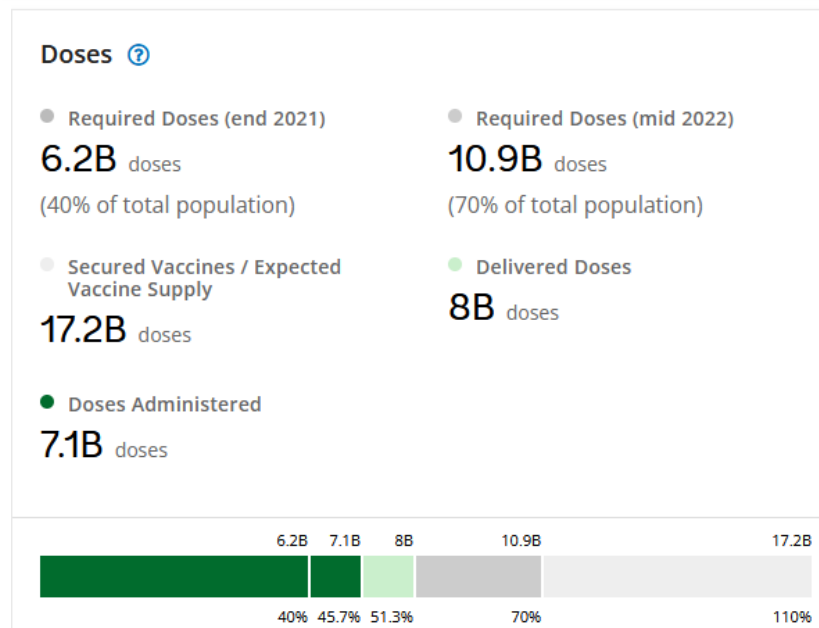 Doses ?
Required Doses (end 2021)
6.2B doses
(40% of total population)
Required Doses (mid 2022)
10.9B doses
(70% of total population)
Secured Vaccines / Expected
Vaccine Supply
17.2B doses
Delivered Doses
8B doses
Doses Administered
7.1B doses
6.2B 7.1B 8B 10.9B 17.2B
40% 45.7% 51.3% 70% 110%